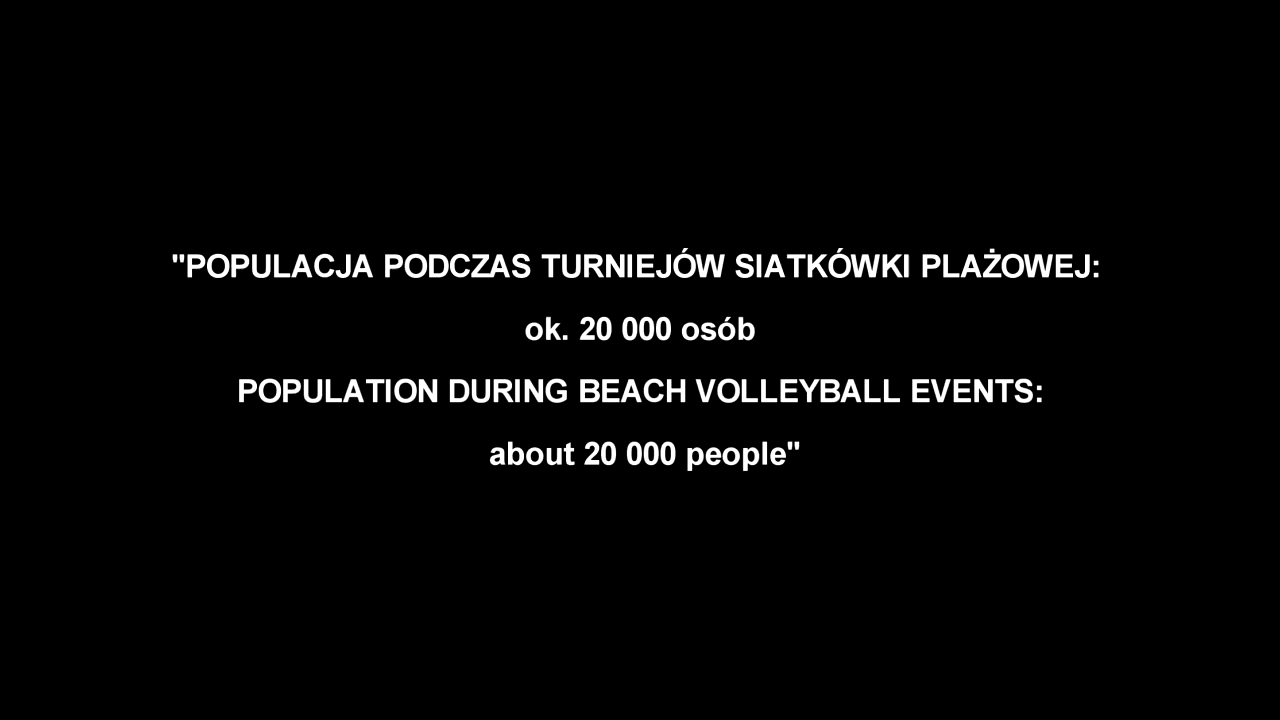 "POPULACJA PODCZAS TURNIEJÓW SIATKÓWKI PLAŻOWEJ:
ok. 20 000 osób
POPULATION DURING BEACH VOLLEYBALL EVENTS:
about 20 000 people"